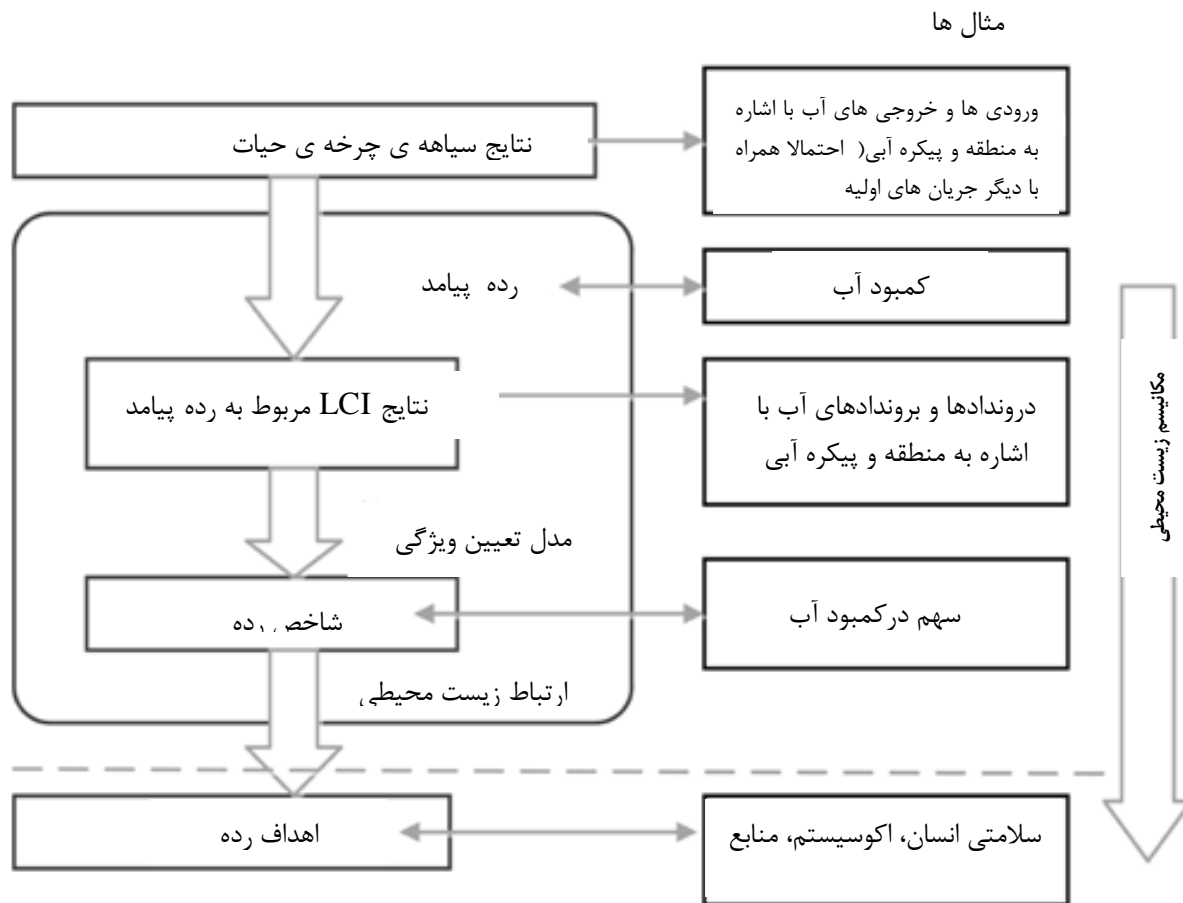 مثال ها
نتایج سیاهه ی چرخه ی حیات
ورودی ها و خروجی های آب با اشاره
به منطقه و پیکره آبی( احتمالا همراه
با دیگر جریان های اولیه
رده پیامد
کمبود آب
نتایج LCI مربوط به رده پیامد
دروندادها و بروندادهای آب با
اشاره به منطقه و پیکره آبی
مدل تعیین ویژگی
شاخص رده
سهم درکمبود آب
ارتباط زیست محیطی
اهداف رده
سلامتی انسان، اکوسیستم، منابع
مکانیسم زیست محیطی